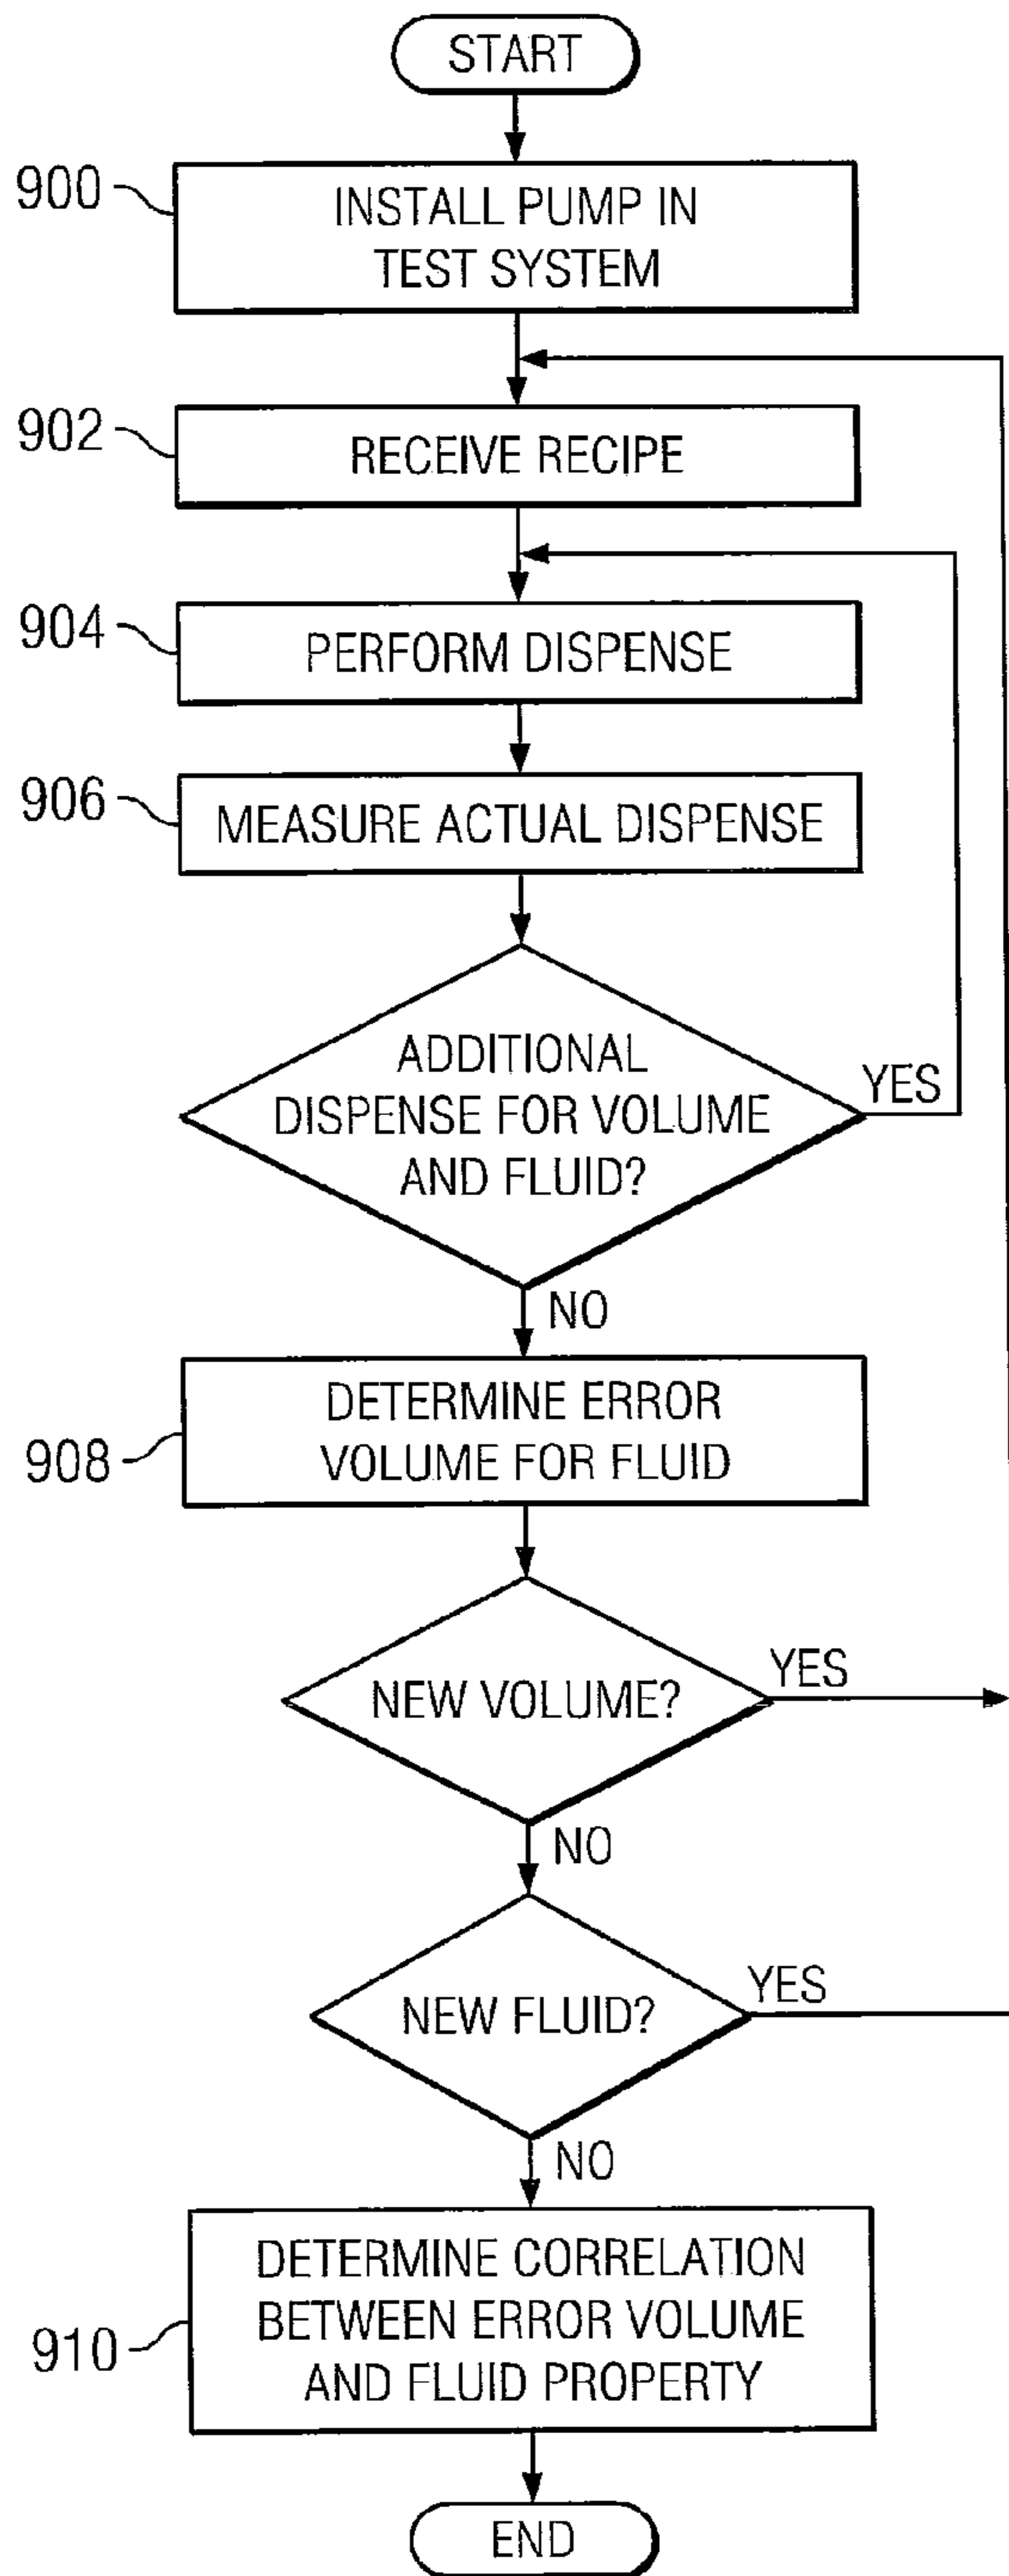 START
900
INSTALL PUMP IN
TEST SYSTEM
902
RECEIVE RECIPE
904
PERFORM DISPENSE
906
MEASURE ACTUAL DISPENSE
ADDITIONAL
DISPENSE FOR VOLUME
AND FLUID?
YES
NO
908
DETERMINE ERROR
VOLUME FOR FLUID
NEW VOLUME?
YES
NO
NEW FLUID?
YES
NO
910
DETERMINE CORRELATION
BETWEEN ERROR VOLUME
AND FLUID PROPERTY
END